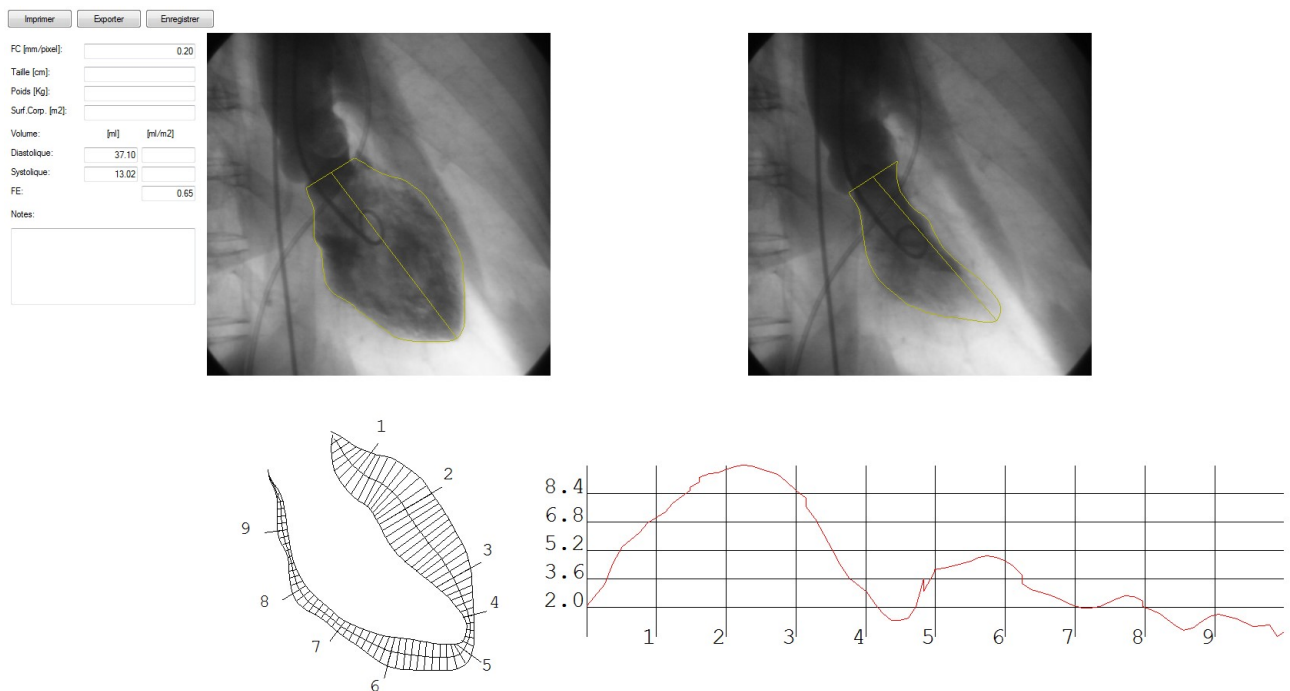 Imprimer Exporter Enregistrer
FC [mm/pixel]: 0.20
Taille [cm]:
Poids [Kg]:
Surf.Corp. [m2]:
Volume: [ml] [ml/m2]
Diastolique: 37.10
Systolique: 13.02
FE: 0.65
Notes:
1
2
3
4
5
6
7
8
9
8.4
6.8
5.2
3.6
2.0
1 2 3 4 5 6 7 8 9